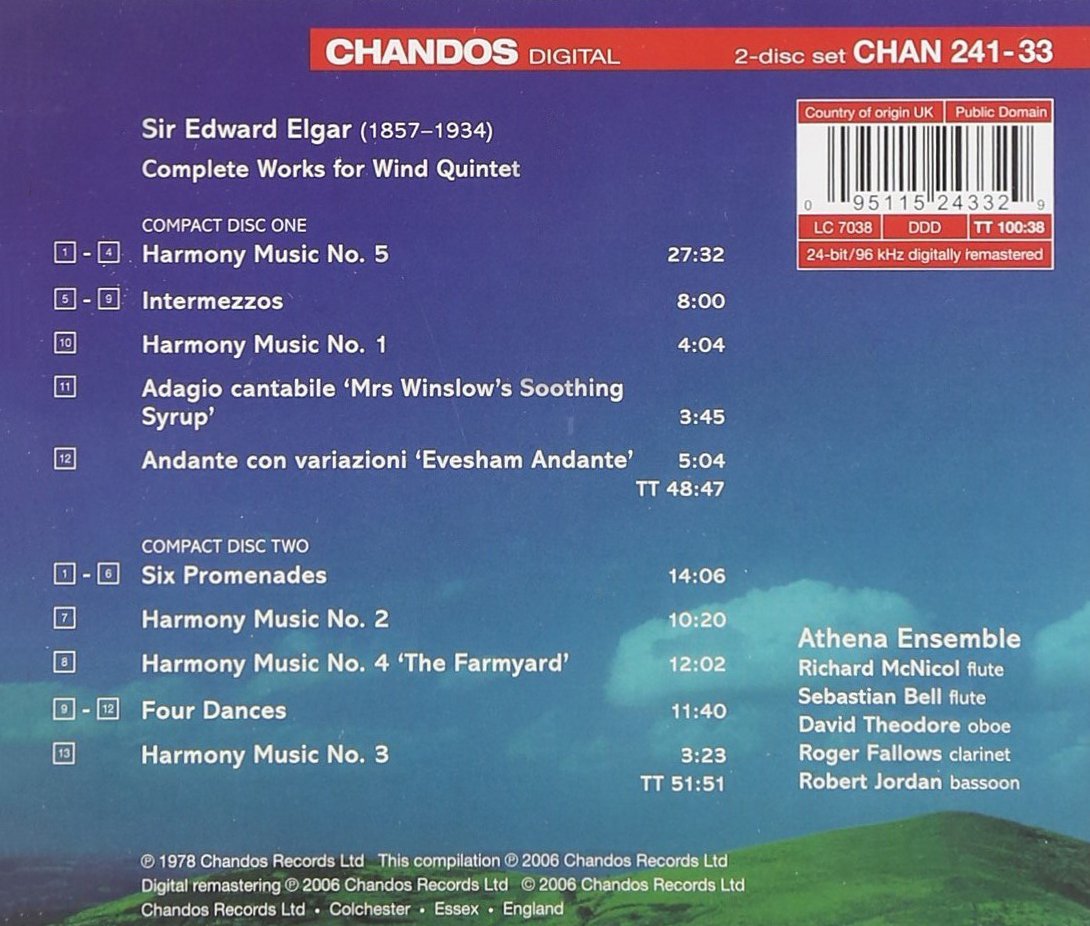 CHANDOS DIGITAL 2-disc set CHAN 241-33
Country of origin UK Public Domain
0 95115 24332 9
LC 7038 DDD TT 100:38
24-bit/96 kHz digitally remastered
Sir Edward Elgar (1857–1934)
Complete Works for Wind Quintet
COMPACT DISC ONE
1 - 4 Harmony Music No. 5 27:32
5 - 9 Intermezzos 8:00
10 Harmony Music No. 1 4:04
11 Adagio cantabile ‘Mrs Winslow’s Soothing
Syrup’ 3:45
12 Andante con variazioni ‘Evesham Andante’ 5:04
TT 48:47
COMPACT DISC TWO
1 - 6 Six Promenades 14:06
7 Harmony Music No. 2 10:20
8 Harmony Music No. 4 ‘The Farmyard’ 12:02
9 - 12 Four Dances 11:40
13 Harmony Music No. 3 3:23
TT 51:51
Athena Ensemble
Richard McNicol flute
Sebastian Bell flute
David Theodore oboe
Roger Fallows clarinet
Robert Jordan bassoon
℗ 1978 Chandos Records Ltd This compilation ℗ 2006 Chandos Records Ltd
Digital remastering ℗ 2006 Chandos Records Ltd © 2006 Chandos Records Ltd
Chandos Records Ltd • Colchester • Essex • England